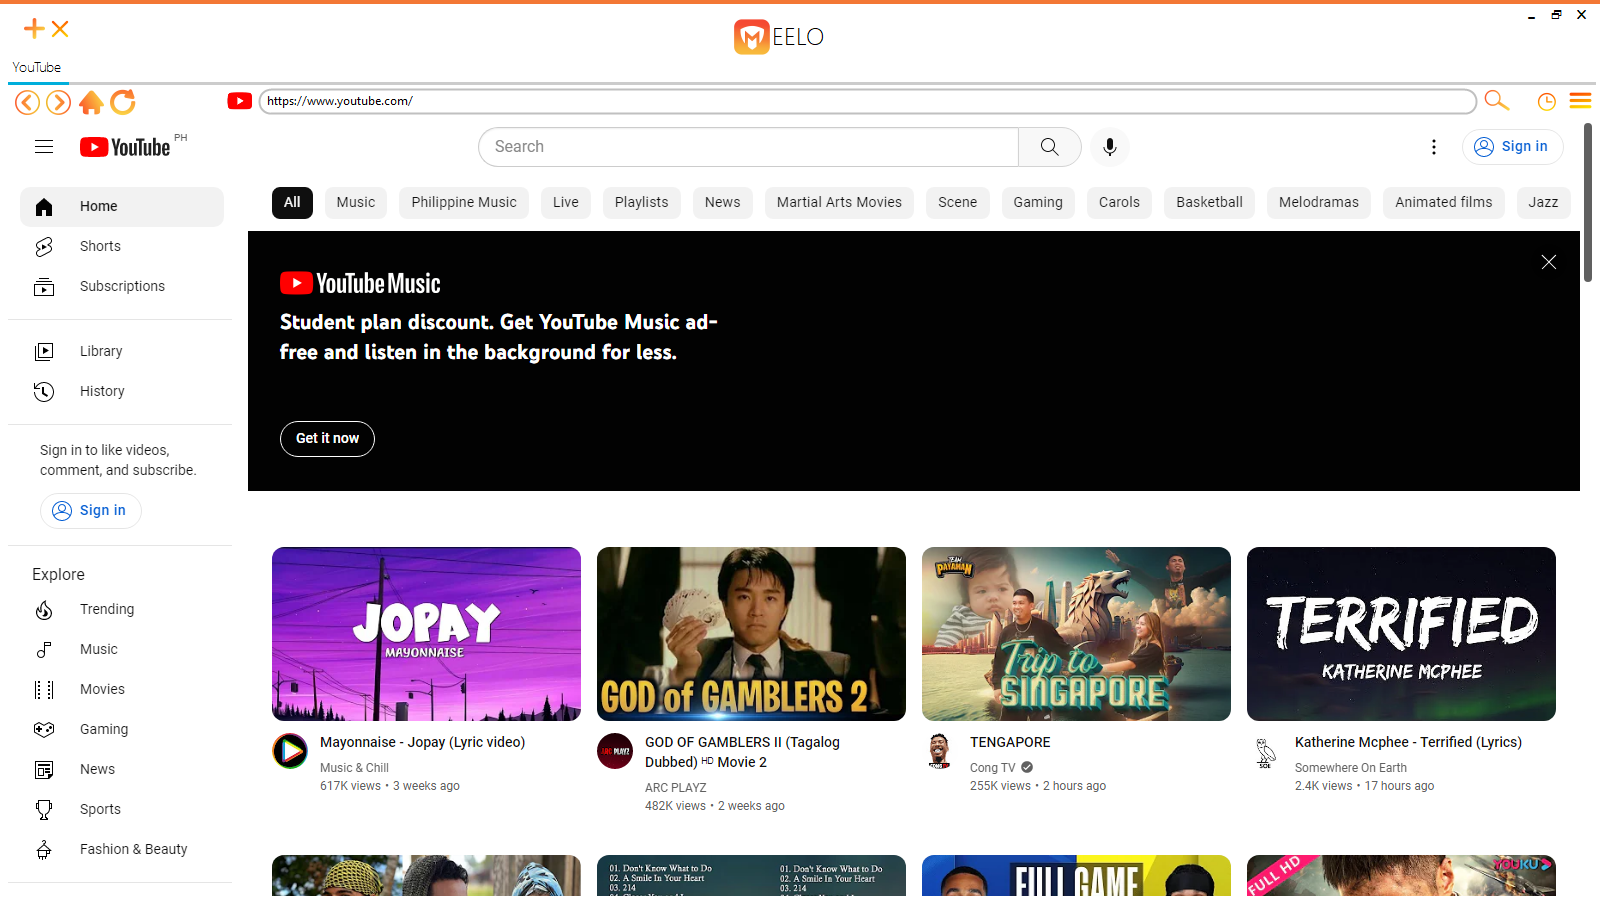 EELO
YouTube
https://www.youtube.com/
YouTube PH
Search
Sign in
Home
Shorts
Subscriptions
Library
History
Sign in to like videos,
comment, and subscribe.
Sign in
Explore
Trending
Music
Movies
Gaming
News
Sports
Fashion & Beauty
All Music Philippine Music Live Playlists News Martial Arts Movies Scene Gaming Carols Basketball Melodramas Animated films Jazz
YouTube Music
Student plan discount. Get YouTube Music ad-
free and listen in the background for less.
Get it now
JOPAY
MAYONNAISE
Mayonnaise - Jopay (Lyric video)
Music & Chill
617K views • 3 weeks ago
GOD of GAMBLERS 2
ARC PLAYZ
GOD OF GAMBLERS II (Tagalog
Dubbed) HD Movie 2
ARC PLAYZ
482K views • 2 weeks ago
TEAM
PAYAMAN
Trip to
SINGAPORE
TENGAPORE
Cong TV
255K views • 2 hours ago
TERRIFIED
KATHERINE MCPHEE
SOE
Katherine Mcphee - Terrified (Lyrics)
Somewhere On Earth
2.4K views • 17 hours ago
01. Don't Know What to Do
02. A Smile In Your Heart
03. 214
01. Don't Know What to Do
02. A Smile In Your Heart
03. 214
FULL GAME
FULL HD
YOUKU